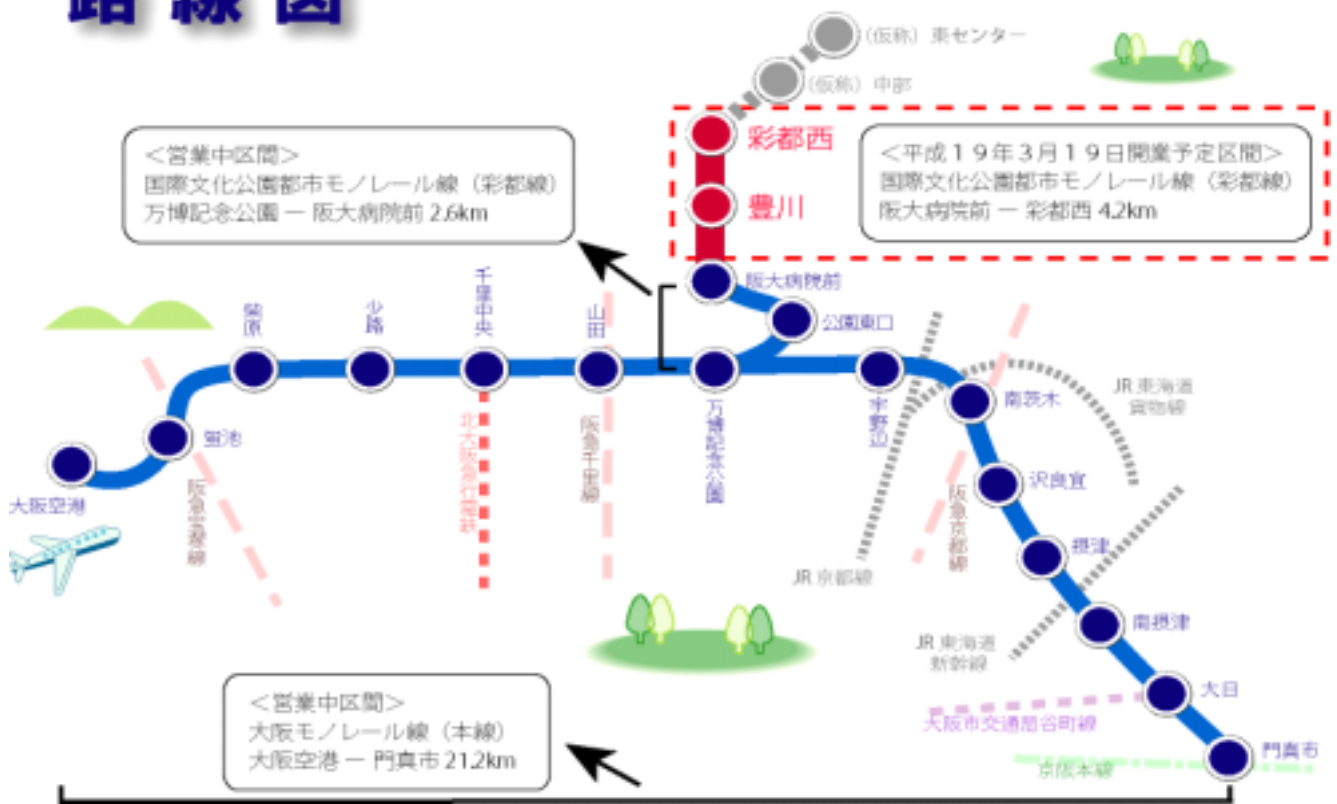 路線図
(仮称) 東センター
(仮称) 中部
彩都西
豊川
＜平成１９年３月１９日開業予定区間＞
国際文化公園都市モノレール線（彩都線）
阪大病院前 ー 彩都西 4.2km
＜営業中区間＞
国際文化公園都市モノレール線（彩都線）
万博記念公園 ー 阪大病院前 2.6km
阪大病院前
公園東口
柴原
少路
千里中央
山田
万博記念公園
宇野辺
南茨木
JR 東海道
貨物線
蛍池
大阪空港
阪急宝塚線
北大阪急行電鉄
阪急千里線
JR 京都線
阪急京都線
沢良宜
摂津
南摂津
JR 東海道
新幹線
大日
大阪市交通局谷町線
門真市
京阪本線
＜営業中区間＞
大阪モノレール線（本線）
大阪空港 ー 門真市 21.2km